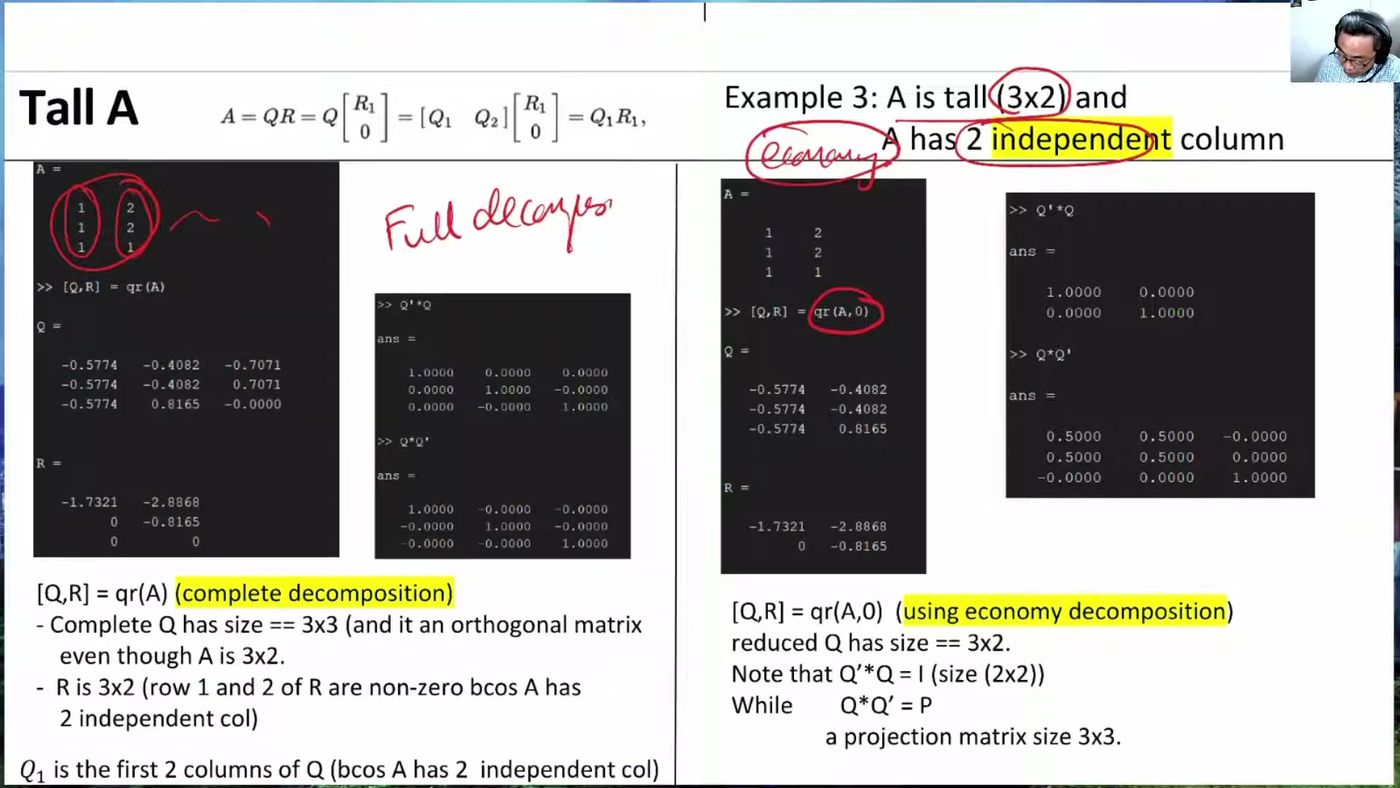 Tall A
A = QR = Q [R₁ 0] = [Q₁ Q₂] [R₁ 0] = Q₁R₁,
A =
1 2
1 2
1 1
>> [Q,R] = qr(A)
Q =
-0.5774 -0.4082 -0.7071
-0.5774 -0.4082 0.7071
-0.5774 0.8165 -0.0000
R =
-1.7321 -2.8868
0 -0.8165
0 0
Full
>> Q'*Q
ans =
1.0000 0.0000 0.0000
0.0000 1.0000 -0.0000
0.0000 -0.0000 1.0000
>> Q*Q'
ans =
1.0000 -0.0000 -0.0000
-0.0000 1.0000 -0.0000
-0.0000 -0.0000 1.0000
[Q,R] = qr(A) (complete decomposition)
- Complete Q has size == 3x3 (and it an orthogonal matrix
even though A is 3x2.
- R is 3x2 (row 1 and 2 of R are non-zero bcos A has
2 independent col)
Q₁ is the first 2 columns of Q (bcos A has 2 independent col)
Example 3: A is tall (3x2) and
A has 2 independent column
economy
A =
1 2
1 2
1 1
>> [Q,R] = qr(A,0)
Q =
-0.5774 -0.4082
-0.5774 -0.4082
-0.5774 0.8165
R =
-1.7321 -2.8868
0 -0.8165
>> Q'*Q
ans =
1.0000 0.0000
0.0000 1.0000
>> Q*Q'
ans =
0.5000 0.5000 -0.0000
0.5000 0.5000 0.0000
-0.0000 0.0000 1.0000
[Q,R] = qr(A,0) (using economy decomposition)
reduced Q has size == 3x2.
Note that Q’*Q = I (size (2x2))
While Q*Q’ = P
a projection matrix size 3x3.